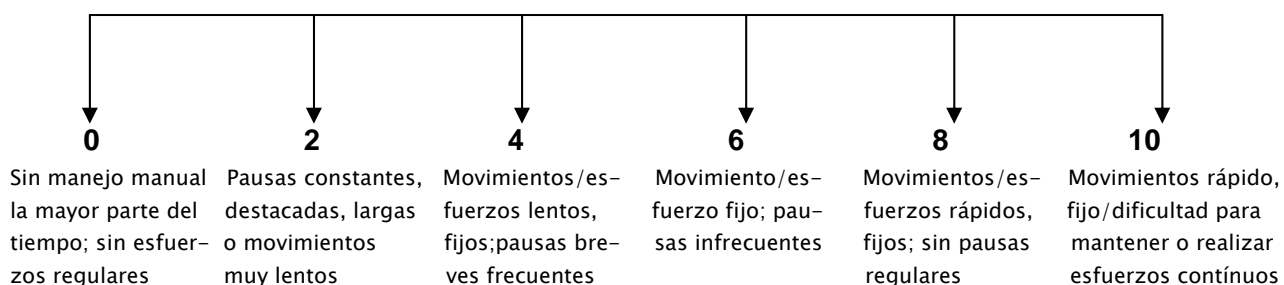 0
Sin manejo manual
la mayor parte del
tiempo; sin esfuer-
zos regulares
2
Pausas constantes,
destacadas, largas
o movimientos
muy lentos
4
Movimientos/es-
fuerzos lentos,
fijos;pausas bre-
ves frecuentes
6
Movimiento/es-
fuerzo fijo; pau-
sas infrecuentes
8
Movimientos/es-
fuerzos rápidos,
fijos; sin pausas
regulares
10
Movimientos rápido,
fijo/dificultad para
mantener o realizar
esfuerzos contínuos